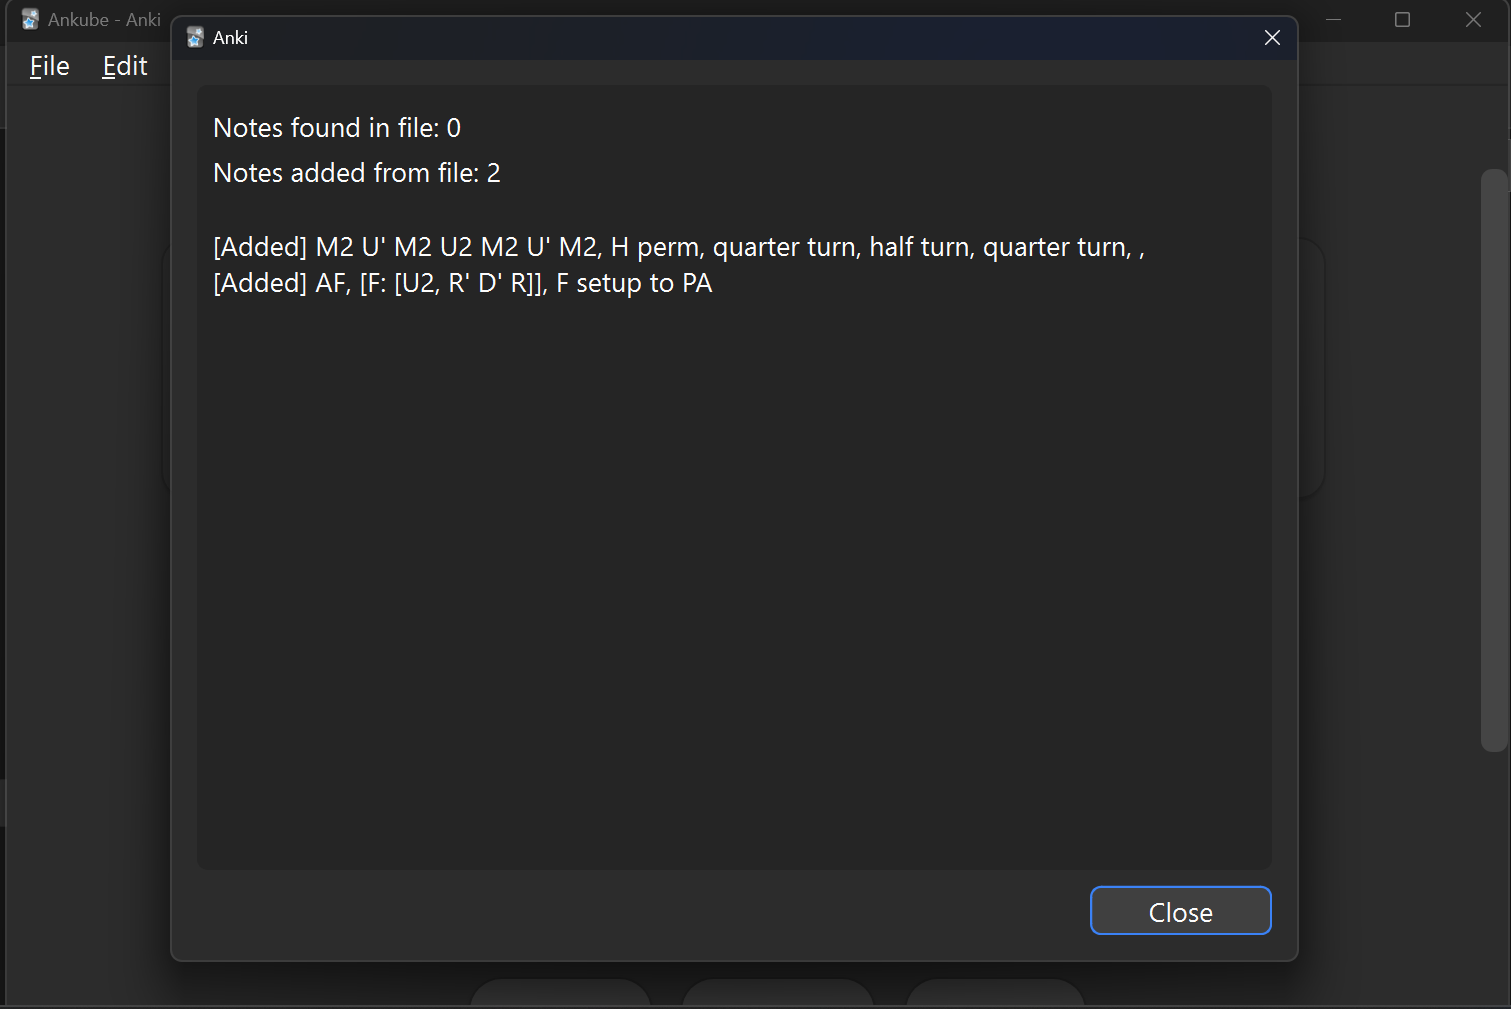 Ankube - Anki
Anki
File Edit
Notes found in file: 0
Notes added from file: 2
[Added] M2 U' M2 U2 M2 U' M2, H perm, quarter turn, half turn, quarter turn, ,
[Added] AF, [F: [U2, R' D' R]], F setup to PA
Close